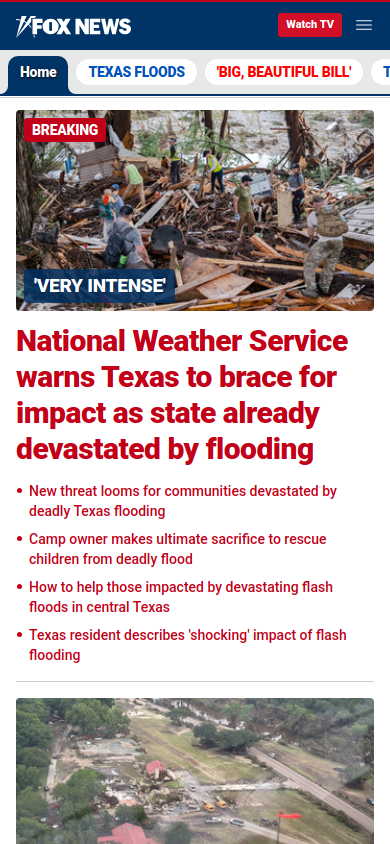 FOX NEWS
Watch TV
Home
TEXAS FLOODS
'BIG, BEAUTIFUL BILL'
BREAKING
'VERY INTENSE'
National Weather Service
warns Texas to brace for
impact as state already
devastated by flooding
• New threat looms for communities devastated by
deadly Texas flooding
• Camp owner makes ultimate sacrifice to rescue
children from deadly flood
• How to help those impacted by devastating flash
floods in central Texas
• Texas resident describes 'shocking' impact of flash
flooding